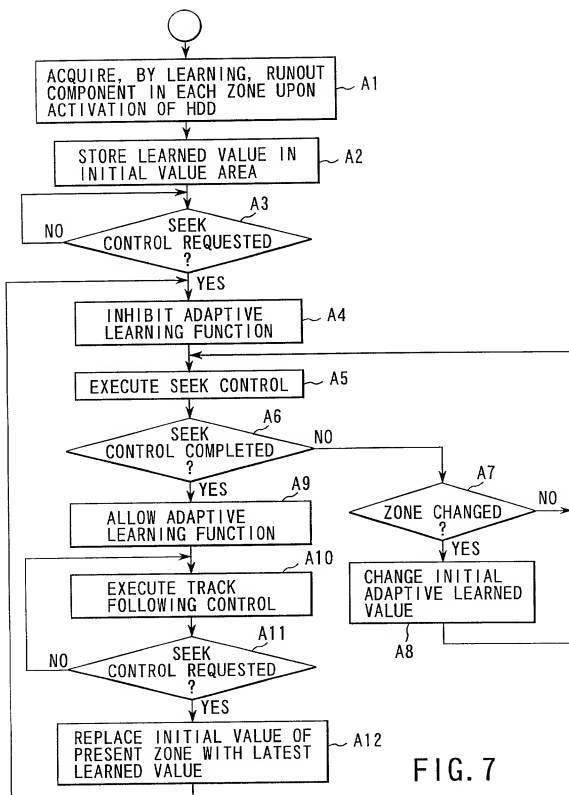 ACQUIRE, BY LEARNING, RUNOUT
COMPONENT IN EACH ZONE UPON
ACTIVATION OF HDD
A1
STORE LEARNED VALUE IN
INITIAL VALUE AREA
A2
A3
NO
SEEK
CONTROL REQUESTED
?
YES
INHIBIT ADAPTIVE
LEARNING FUNCTION
A4
EXECUTE SEEK CONTROL
A5
A6
SEEK
CONTROL COMPLETED
?
NO
YES
A7
ZONE CHANGED
?
NO
YES
CHANGE INITIAL
ADAPTIVE LEARNED
VALUE
A8
A9
ALLOW ADAPTIVE
LEARNING FUNCTION
A10
EXECUTE TRACK
FOLLOWING CONTROL
A11
NO
SEEK
CONTROL REQUESTED
?
YES
REPLACE INITIAL VALUE OF
PRESENT ZONE WITH LATEST
LEARNED VALUE
A12
FIG. 7